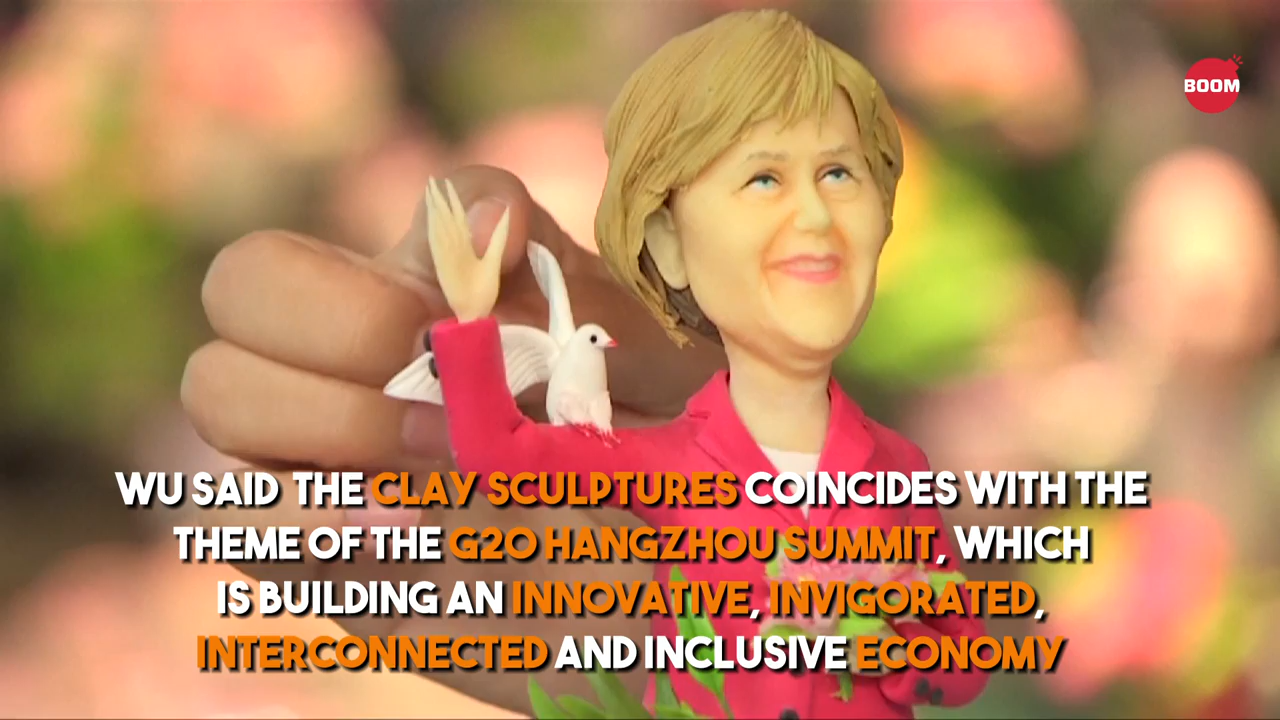 BOOM
WU SAID THE CLAY SCULPTURES COINCIDES WITH THE
THEME OF THE G20 HANGZHOU SUMMIT, WHICH
IS BUILDING AN INNOVATIVE, INVIGORATED,
INTERCONNECTED AND INCLUSIVE ECONOMY